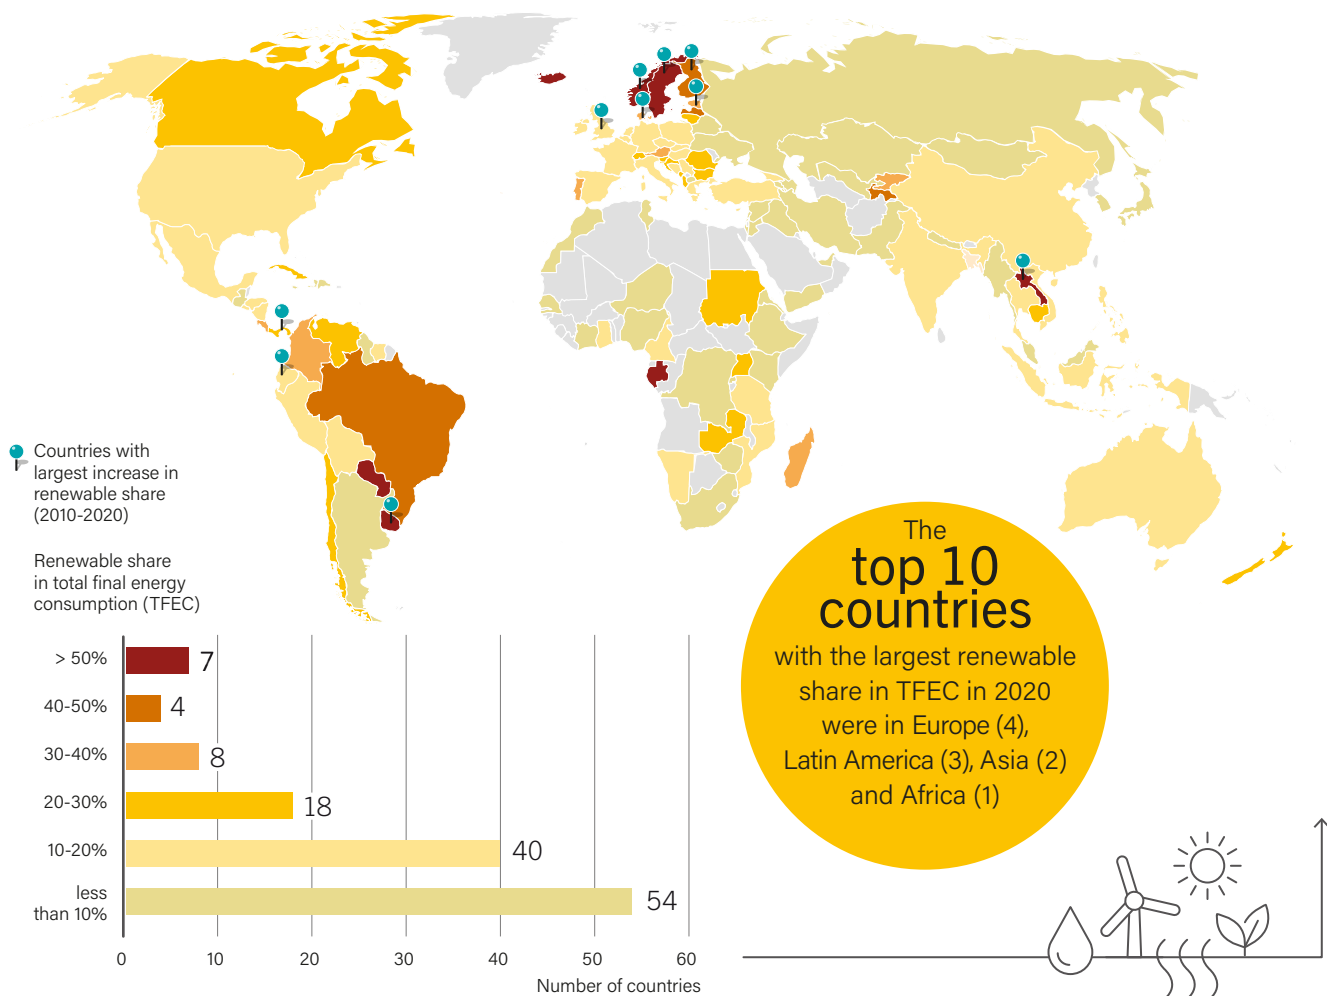 Countries with
largest increase in
renewable share
(2010-2020)
Renewable share
in total final energy
consumption (TFEC)
> 50%
7
40-50%
4
30-40%
8
20-30%
18
10-20%
40
less
than 10%
54
0 10 20 30 40 50 60
Number of countries
The
top 10
countries
with the largest renewable
share in TFEC in 2020
were in Europe (4),
Latin America (3), Asia (2)
and Africa (1)